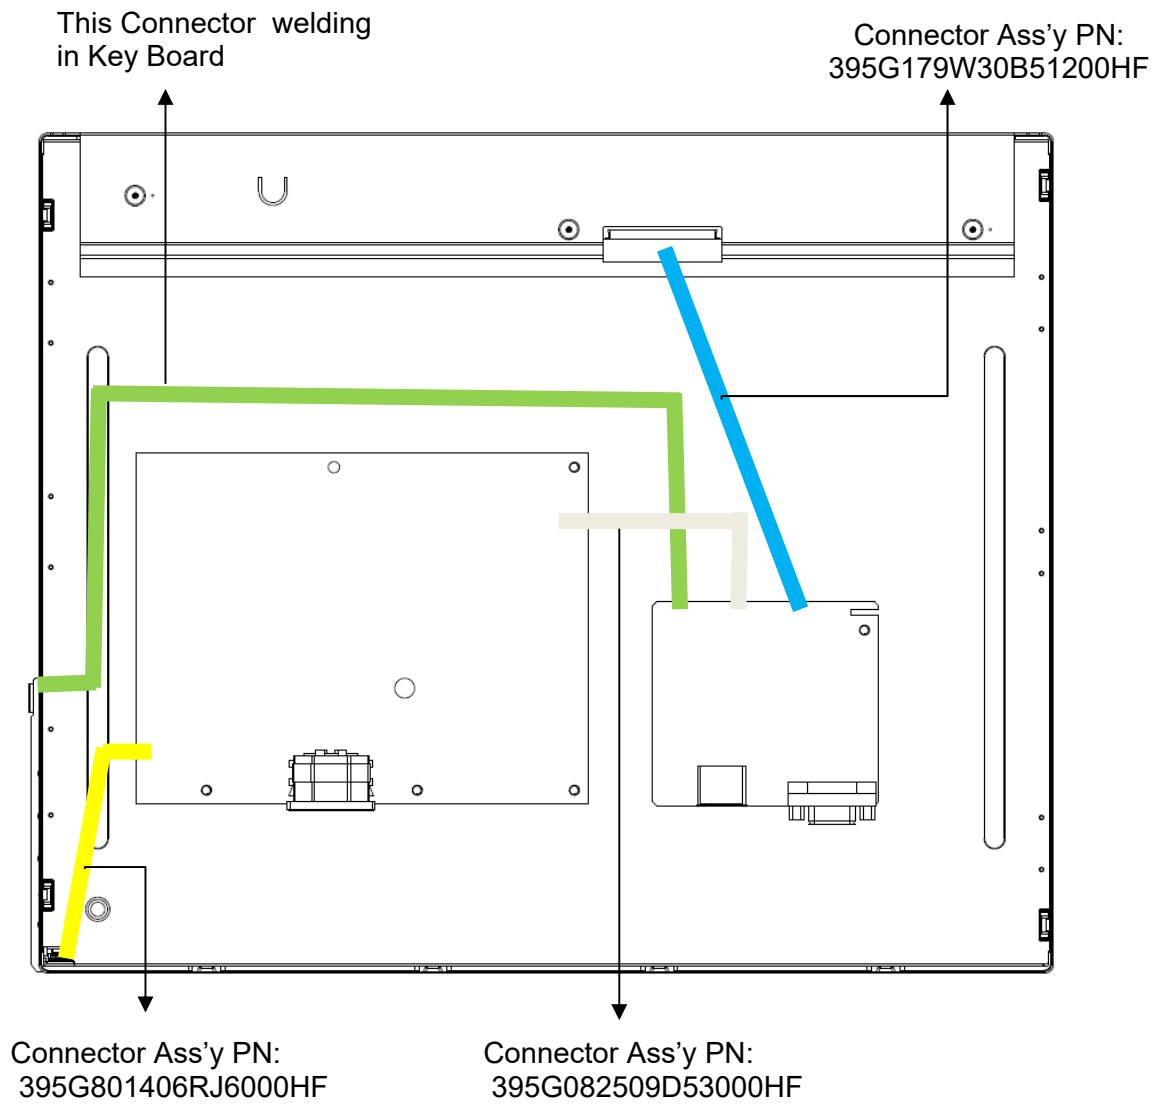 This Connector welding
in Key Board
Connector Ass'y PN:
395G179W30B51200HF
Connector Ass'y PN:
395G801406RJ6000HF
Connector Ass'y PN:
395G082509D53000HF